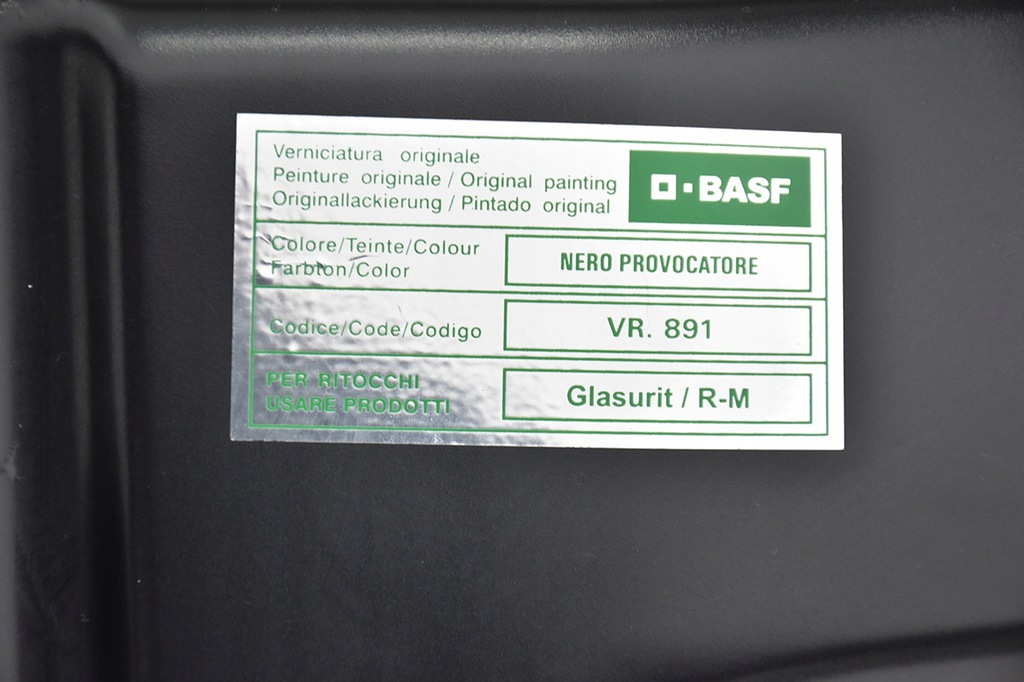 Verniciatura originale
Peinture originale / Original painting
Originallackierung / Pintado original
BASF
Colore/Teinte/Colour
Farbton/Color
NERO PROVOCATORE
Codice/Code/Codigo
VR. 891
PER RITOCCHI
USARE PRODOTTI
Glasurit / R-M